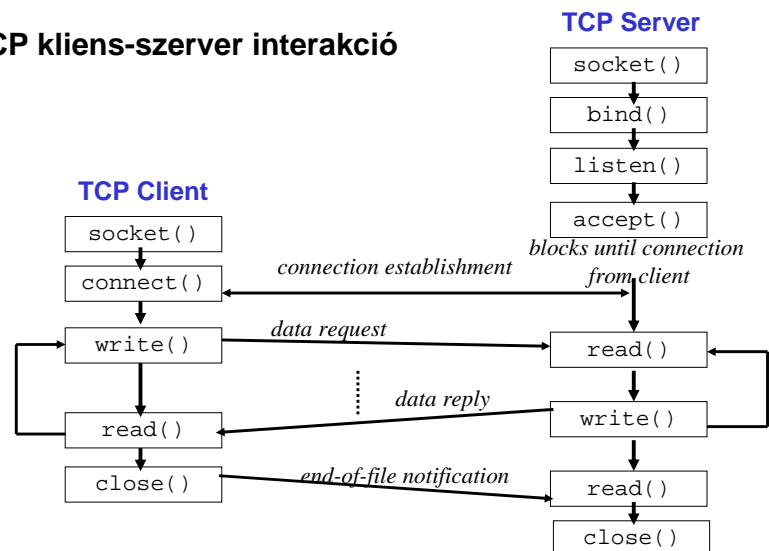 CP kliens-szerver interakció
TCP Server
socket()
bind()
listen()
accept()
blocks until connection
from client
TCP Client
socket()
connect()
connection establishment
write()
data request
read()
data reply
write()
read()
close()
end-of-file notification
read()
close()